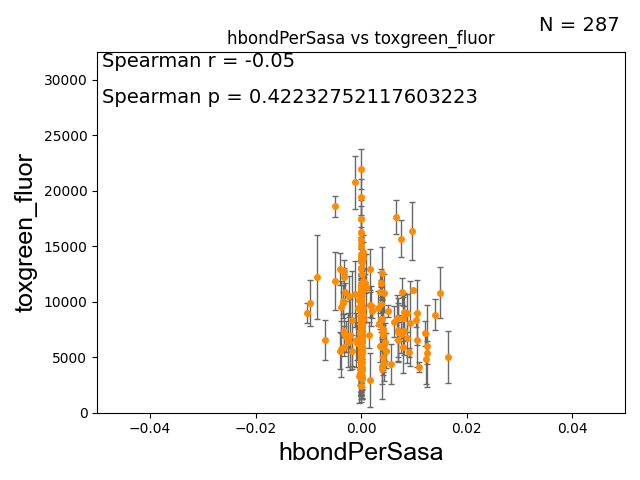 N = 287
hbondPerSasa vs toxgreen_fluor
Spearman r = -0.05
Spearman p = 0.42232752117603223
30000
25000
20000
15000
10000
5000
0
toxgreen_fluor
−0.04
−0.02
0.00
0.02
0.04
hbondPerSasa